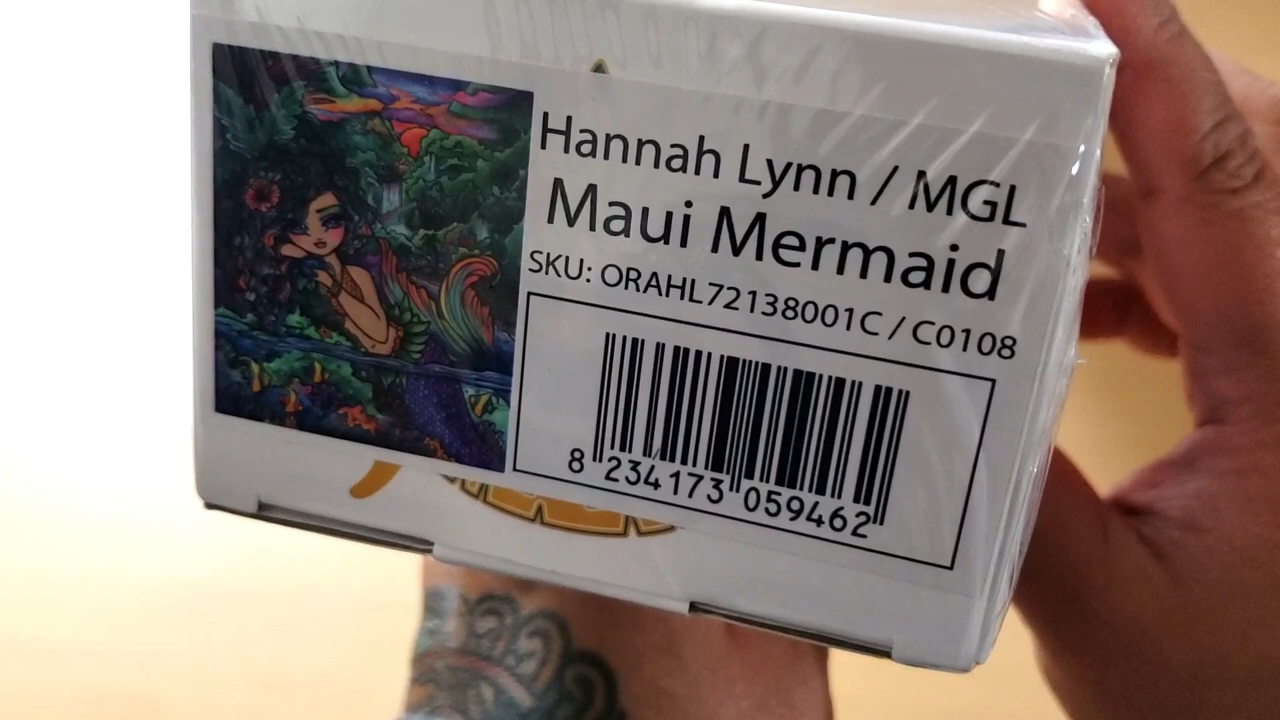 Hannah Lynn / MGL
Maui Mermaid
SKU: ORAHL72138001C / C0108
8 234173 059462